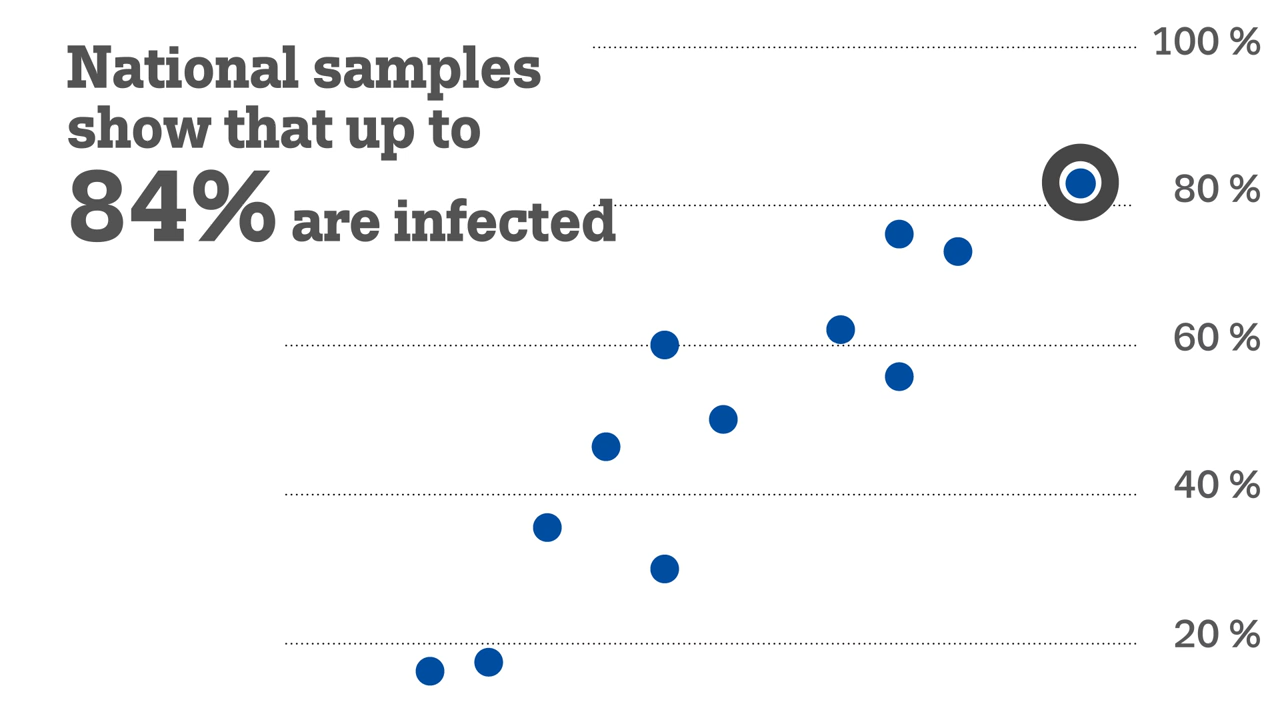 National samples
show that up to
84% are infected
100 %
80 %
60 %
40 %
20 %